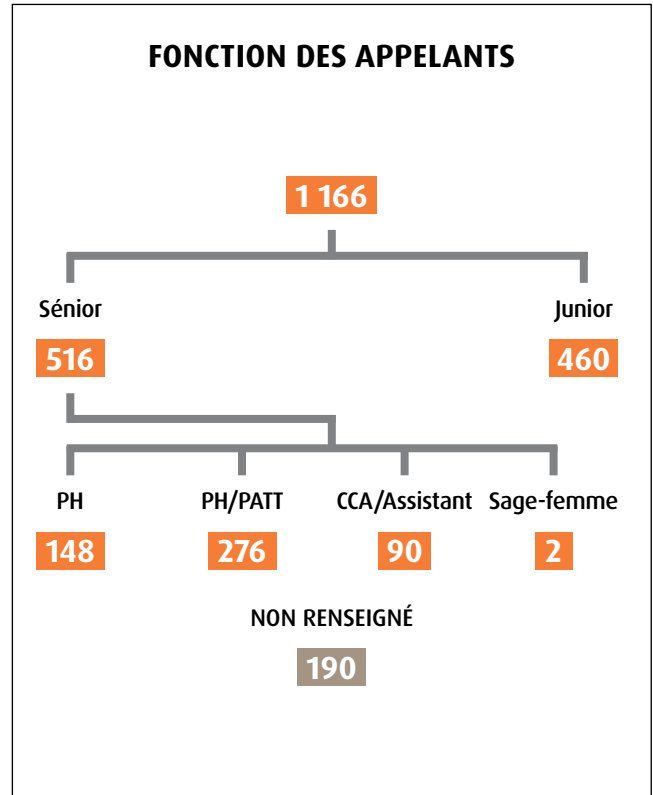 FONCTION DES APPELANTS
1 166
Sénior Junior
516 460
PH PH/PATT CCA/Assistant Sage-femme
148 276 90 2
NON RENSEIGNÉ
190